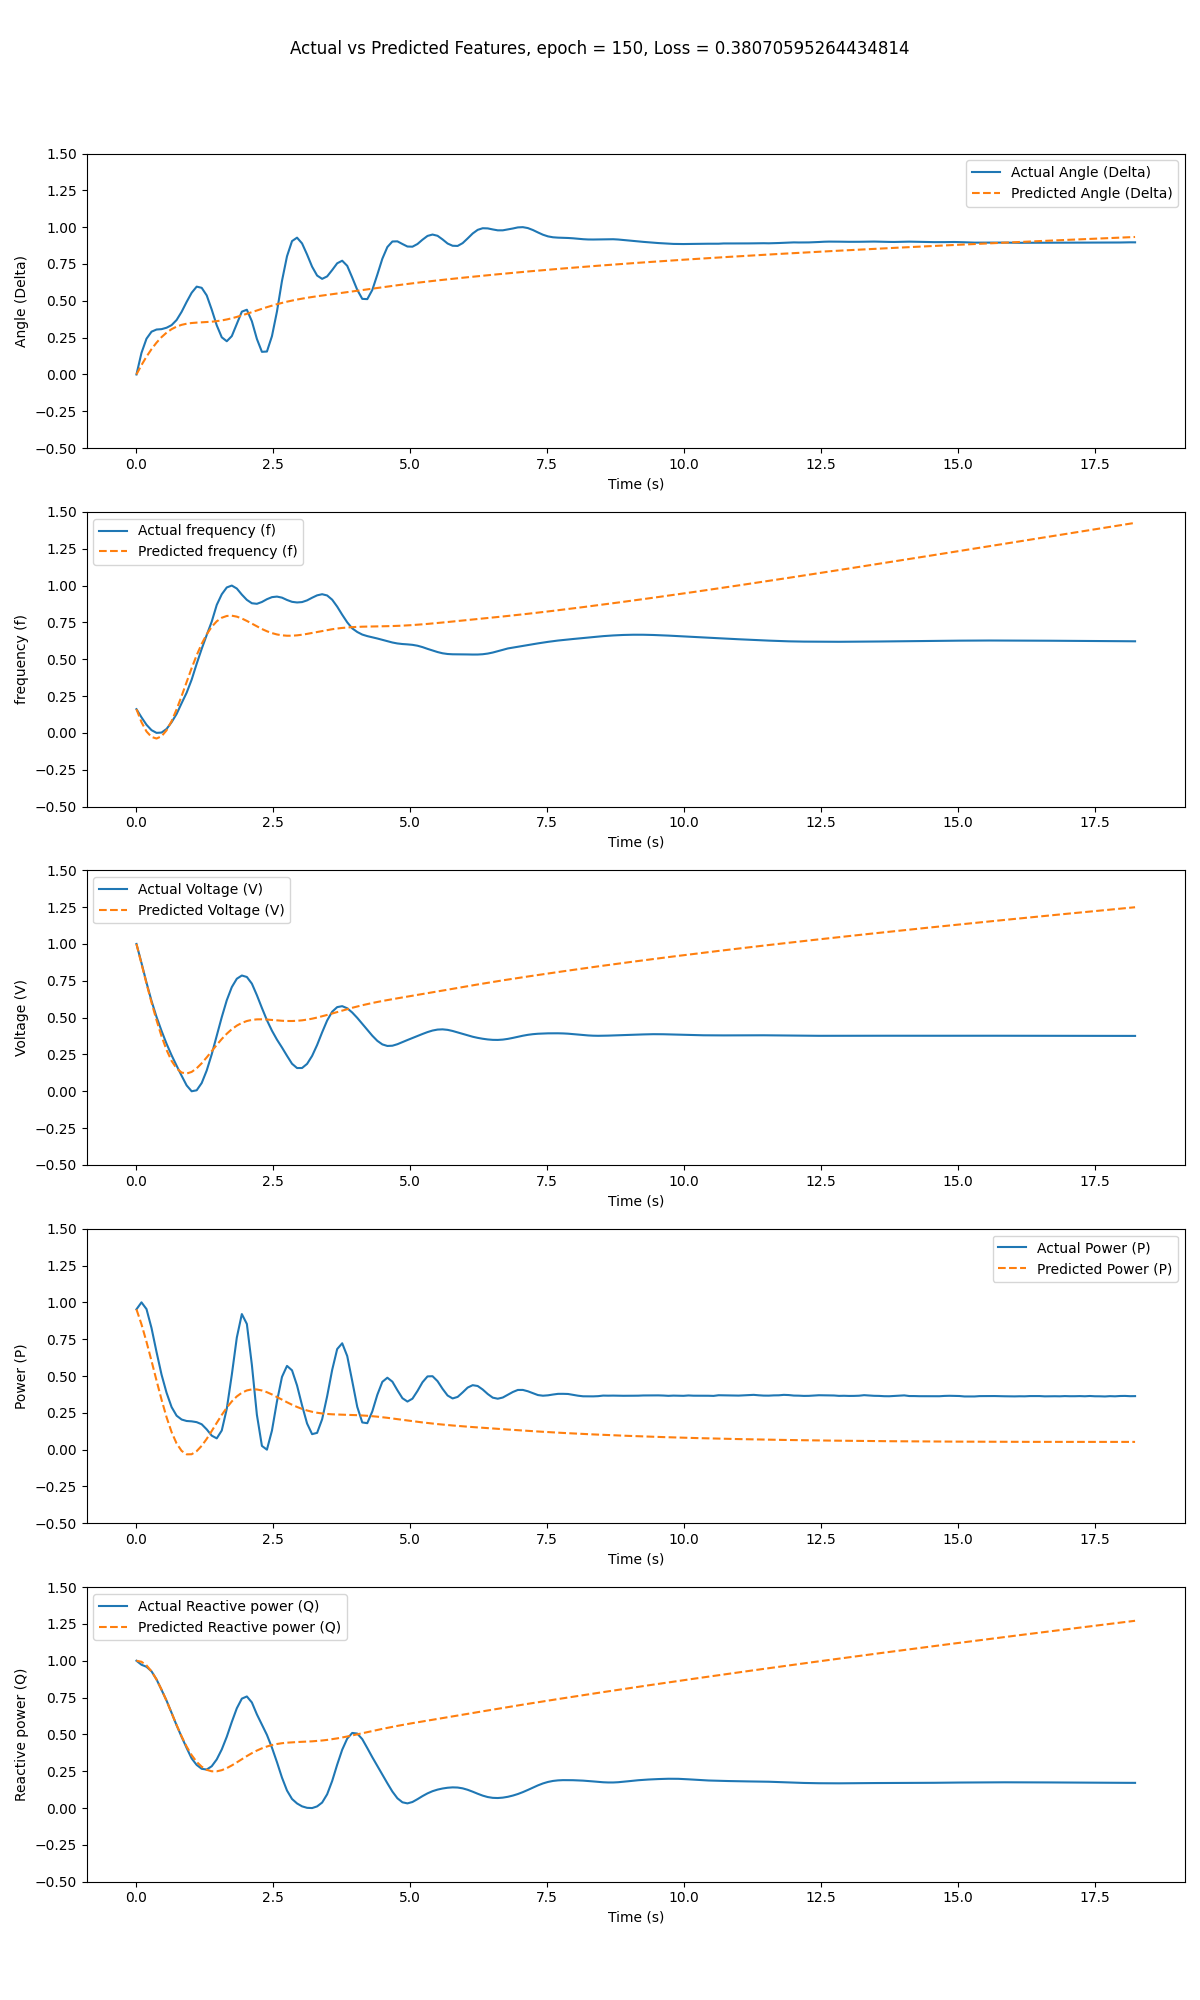 Actual vs Predicted Features, epoch = 150, Loss = 0.38070595264434814
1.50
1.25
1.00
0.75
0.50
0.25
0.00
−0.25
−0.50
Angle (Delta)
Actual Angle (Delta)
Predicted Angle (Delta)
0.0 2.5 5.0 7.5 10.0 12.5 15.0 17.5
Time (s)
1.50
1.25
1.00
0.75
0.50
0.25
0.00
−0.25
−0.50
frequency (f)
Actual frequency (f)
Predicted frequency (f)
0.0 2.5 5.0 7.5 10.0 12.5 15.0 17.5
Time (s)
1.50
1.25
1.00
0.75
0.50
0.25
0.00
−0.25
−0.50
Voltage (V)
Actual Voltage (V)
Predicted Voltage (V)
0.0 2.5 5.0 7.5 10.0 12.5 15.0 17.5
Time (s)
1.50
1.25
1.00
0.75
0.50
0.25
0.00
−0.25
−0.50
Power (P)
Actual Power (P)
Predicted Power (P)
0.0 2.5 5.0 7.5 10.0 12.5 15.0 17.5
Time (s)
1.50
1.25
1.00
0.75
0.50
0.25
0.00
−0.25
−0.50
Reactive power (Q)
Actual Reactive power (Q)
Predicted Reactive power (Q)
0.0 2.5 5.0 7.5 10.0 12.5 15.0 17.5
Time (s)